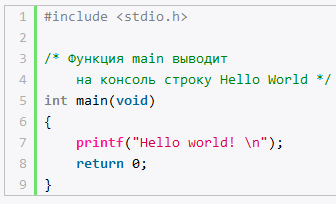 1 #include <stdio.h>
2
3 /* Функция main выводит
4     на консоль строку Hello World */
5 int main(void)
6 {
7     printf("Hello world! \n");
8     return 0;
9 }